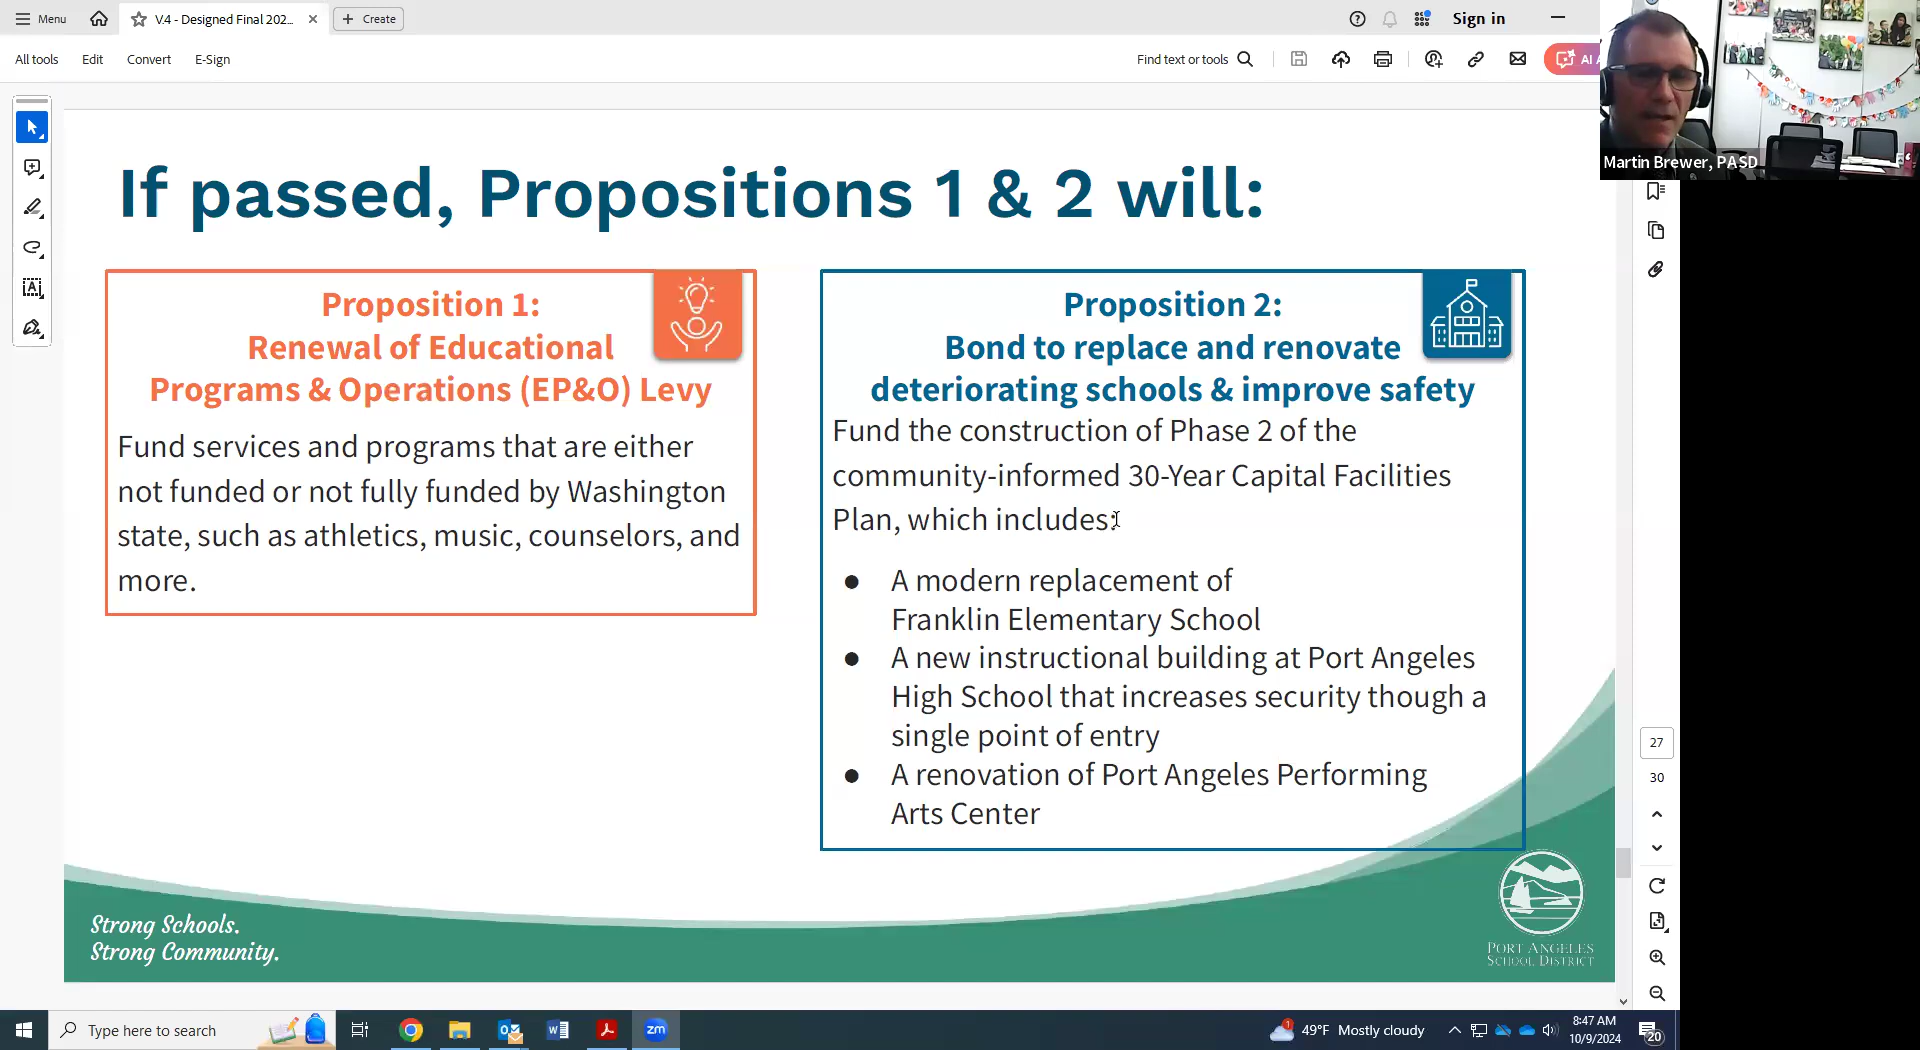 Menu
V.4 - Designed Final 202...
Create
Sign in
All tools
Edit
Convert
E-Sign
Find text or tools
AI A
Martin Brewer, PASD
If passed, Propositions 1 & 2 will:
Proposition 1:
Renewal of Educational
Programs & Operations (EP&O) Levy
Fund services and programs that are either
not funded or not fully funded by Washington
state, such as athletics, music, counselors, and
more.
Proposition 2:
Bond to replace and renovate
deteriorating schools & improve safety
Fund the construction of Phase 2 of the
community-informed 30-Year Capital Facilities
Plan, which includes:
● A modern replacement of
Franklin Elementary School
● A new instructional building at Port Angeles
High School that increases security though a
single point of entry
● A renovation of Port Angeles Performing
Arts Center
27
30
Strong Schools.
Strong Community.
PORT ANGELES
SCHOOL DISTRICT
Type here to search
zm
1
49°F Mostly cloudy
8:47 AM
10/9/2024
20